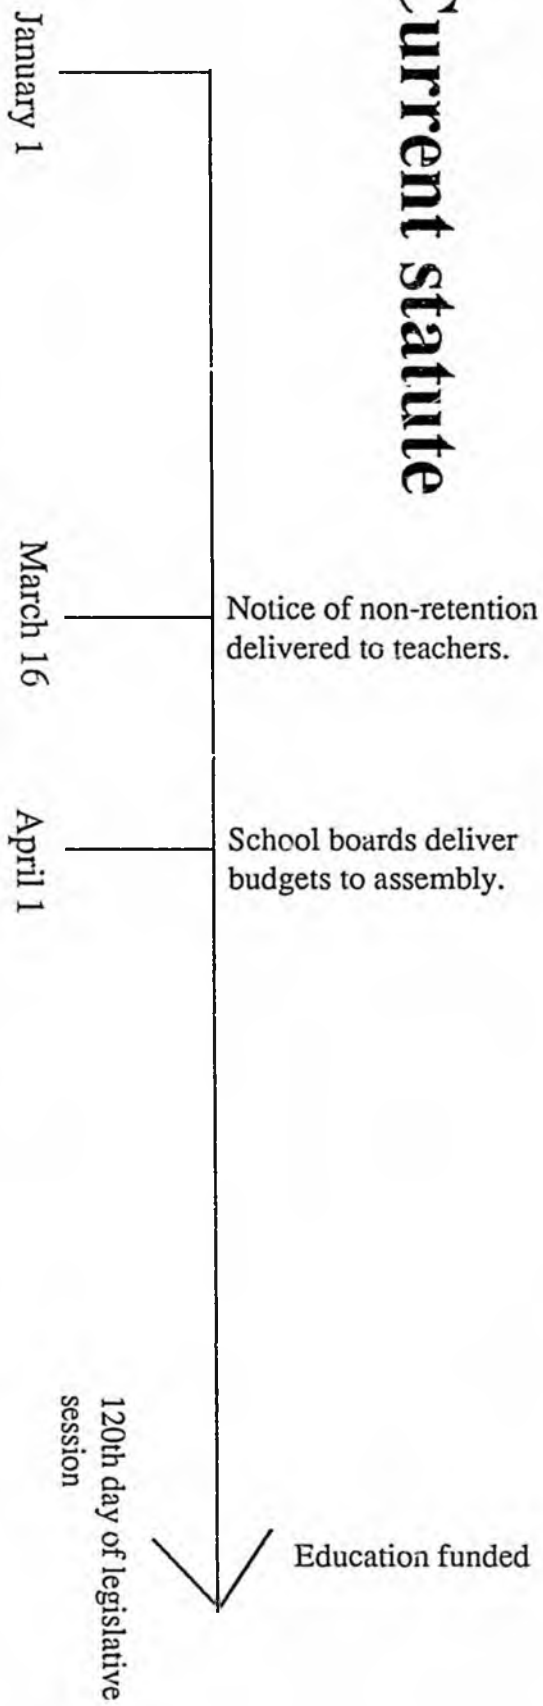 Current statute
January 1
March 16
Notice of non-retention
delivered to teachers.
April 1
School boards deliver
budgets to assembly.
120th day of legislative
session
Education funded